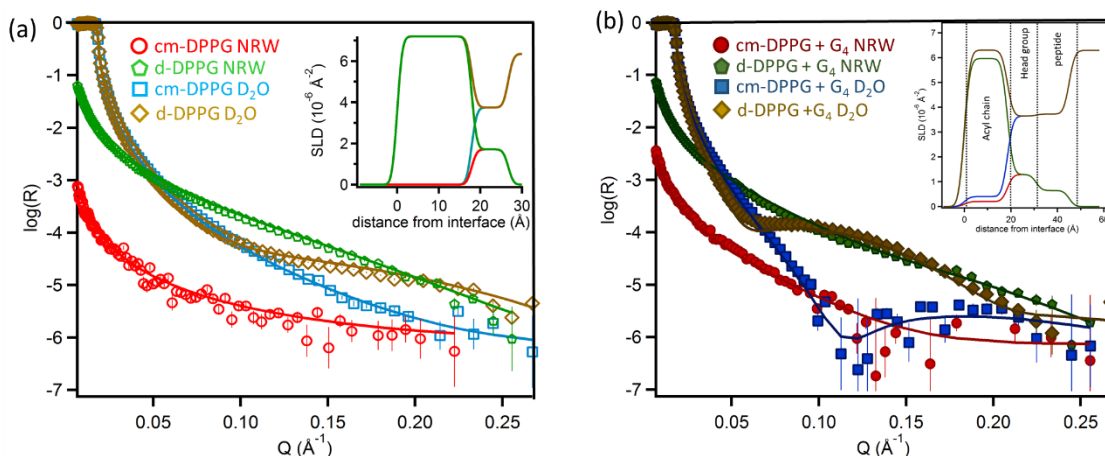 (a)
0
-1
-2
-3
-4
-5
-6
-7
log(R)
cm-DPPG NRW
d-DPPG NRW
cm-DPPG D₂O
d-DPPG D₂O
6
4
2
0
SLD (10⁻⁶ Å⁻²)
0 10 20 30
distance from interface (Å)
0.05 0.10 0.15 0.20 0.25
Q (Å⁻¹)
(b)
0
-1
-2
-3
-4
-5
-6
-7
log(R)
cm-DPPG + G₄ NRW
d-DPPG + G₄ NRW
cm-DPPG + G₄ D₂O
d-DPPG +G₄ D₂O
7
6
5
4
3
2
1
0
SLD (10⁻⁶ Å⁻²)
Acyl chain
Head group
peptide
0 20 40 60
distance from interface (Å)
0.05 0.10 0.15 0.20 0.25
Q (Å⁻¹)